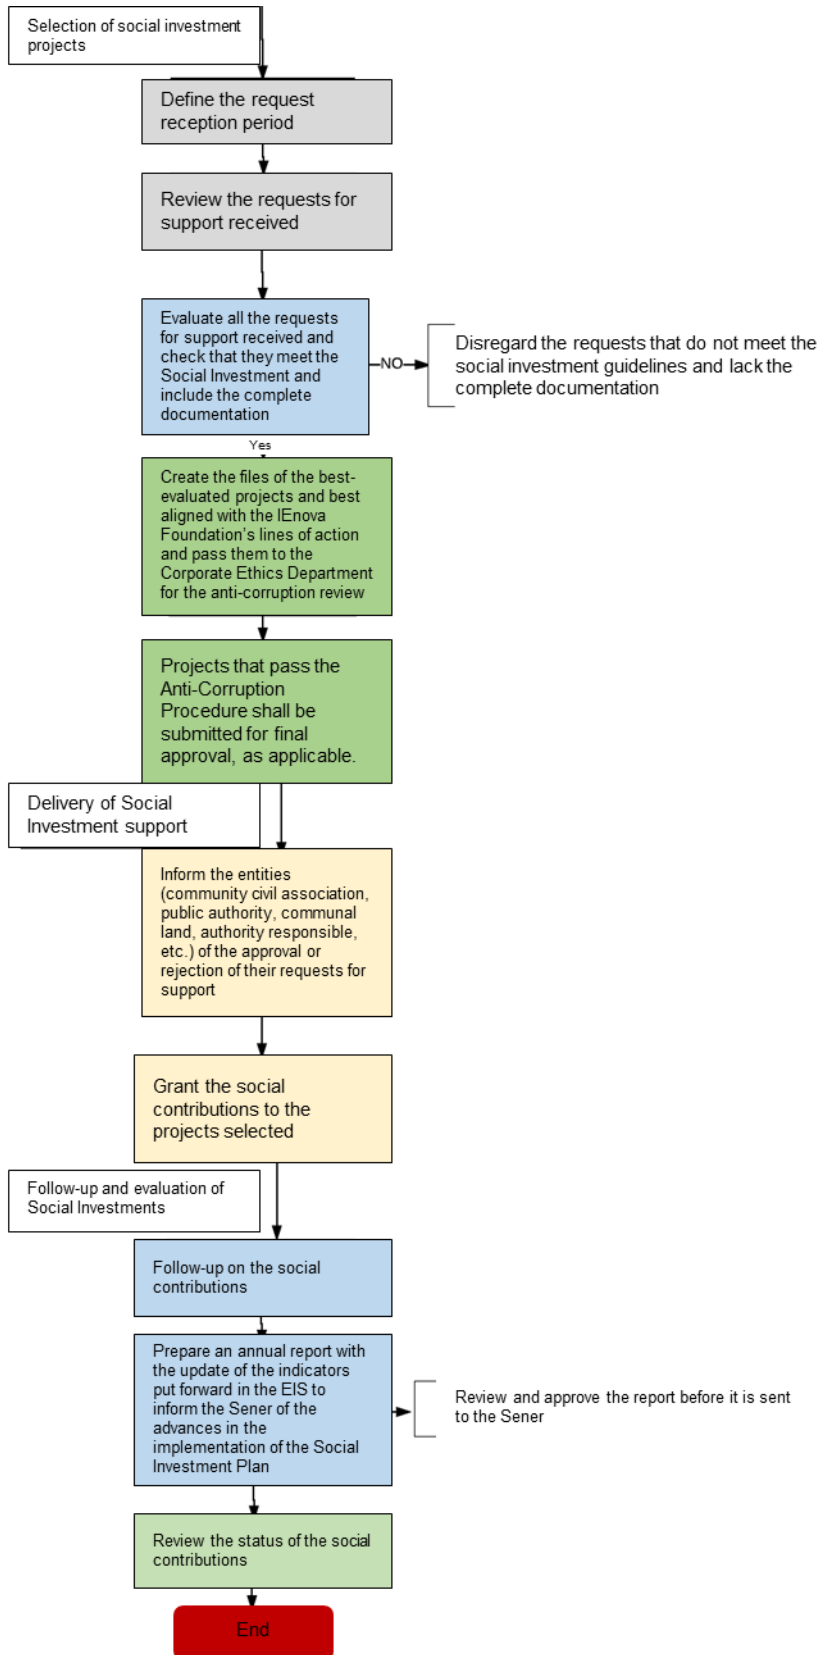 Selection of social investment
projects
Define the request
reception period
Review the requests for
support received
Evaluate all the requests
for support received and
check that they meet the
Social Investment and
include the complete
documentation
NO
Disregard the requests that do not meet the
social investment guidelines and lack the
complete documentation
Yes
Create the files of the best-
evaluated projects and best
aligned with the IEnova
Foundation's lines of action
and pass them to the
Corporate Ethics Department
for the anti-corruption review
Projects that pass the
Anti-Corruption
Procedure shall be
submitted for final
approval, as applicable.
Delivery of Social
Investment support
Inform the entities
(community civil association,
public authority, communal
land, authority responsible,
etc.) of the approval or
rejection of their requests for
support
Grant the social
contributions to the
projects selected
Follow-up and evaluation of
Social Investments
Follow-up on the social
contributions
Prepare an annual report with
the update of the indicators
put forward in the EIS to
inform the Sener of the
advances in the
implementation of the Social
Investment Plan
Review and approve the report before it is sent
to the Sener
Review the status of the social
contributions
End